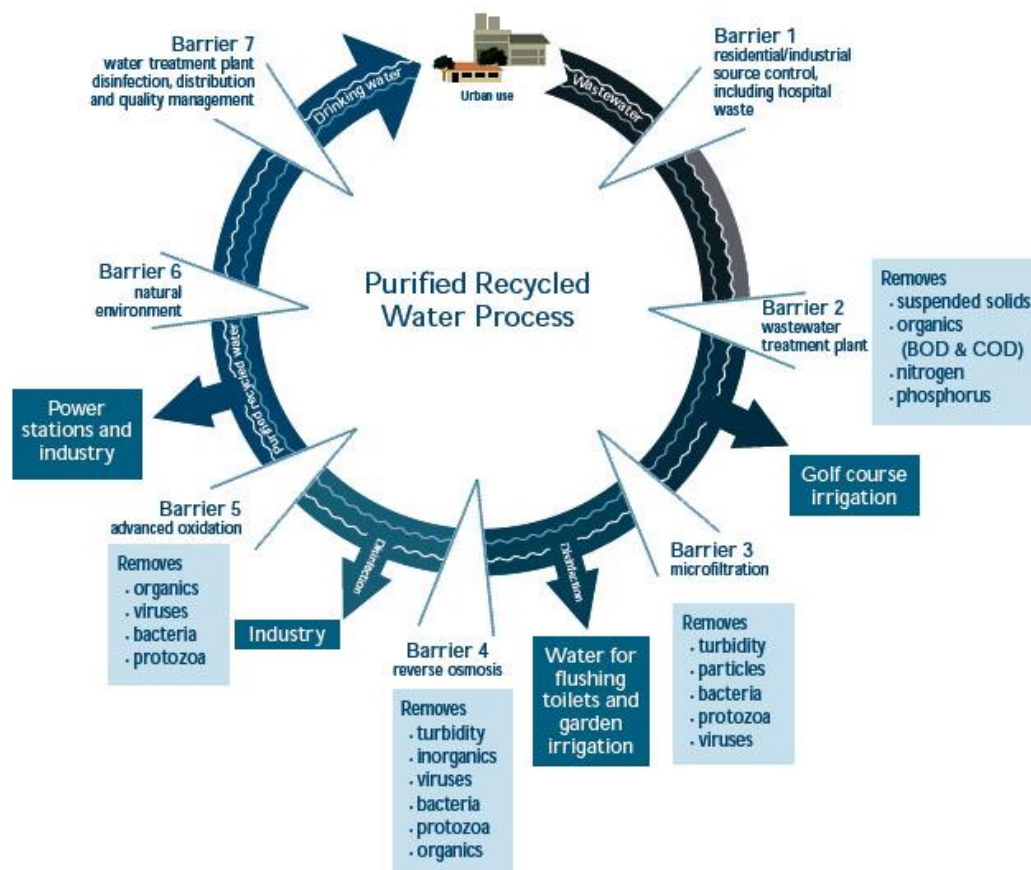 Urban use
Wastewater
Barrier 1
residential/industrial
source control,
including hospital
waste
Barrier 2
wastewater
treatment plant
Removes
. suspended solids
. organics
(BOD & COD)
. nitrogen
. phosphorus
Golf course
irrigation
Barrier 3
microfiltration
Removes
. turbidity
. particles
. bacteria
. protozoa
. viruses
Disinfection
Water for
flushing
toilets and
garden
irrigation
Barrier 4
reverse osmosis
Removes
. turbidity
. inorganics
. viruses
. bacteria
. protozoa
. organics
Disinfection
Industry
Barrier 5
advanced oxidation
Removes
. organics
. viruses
. bacteria
. protozoa
Purified recycled water
Power
stations and
industry
Barrier 6
natural
environment
Barrier 7
water treatment plant
disinfection, distribution
and quality management
Drinking water
Purified Recycled
Water Process